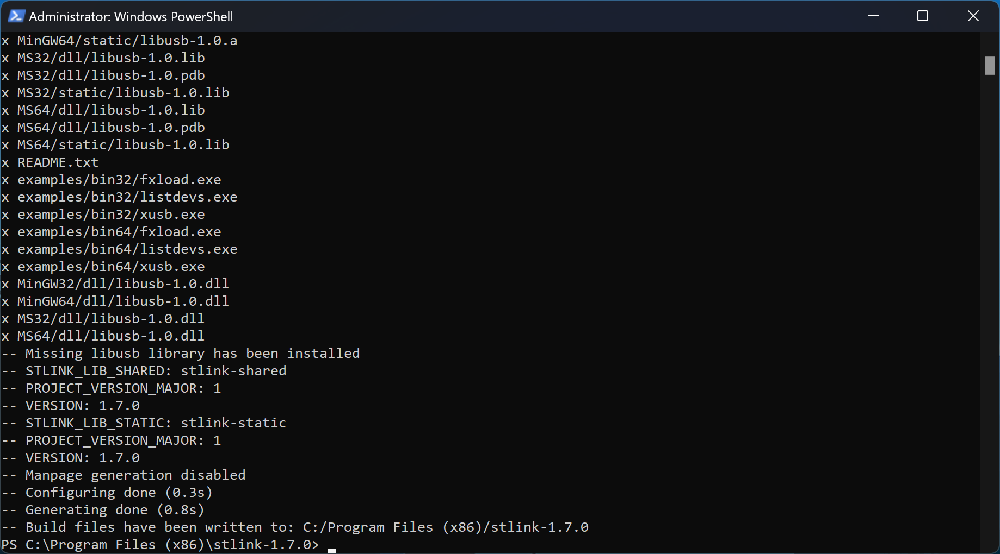 Administrator: Windows PowerShell
x MinGW64/static/libusb-1.0.a
x MS32/dll/libusb-1.0.lib
x MS32/dll/libusb-1.0.pdb
x MS32/static/libusb-1.0.lib
x MS64/dll/libusb-1.0.lib
x MS64/dll/libusb-1.0.pdb
x MS64/static/libusb-1.0.lib
x README.txt
x examples/bin32/fxload.exe
x examples/bin32/listdevs.exe
x examples/bin32/xusb.exe
x examples/bin64/fxload.exe
x examples/bin64/listdevs.exe
x examples/bin64/xusb.exe
x MinGW32/dll/libusb-1.0.dll
x MinGW64/dll/libusb-1.0.dll
x MS32/dll/libusb-1.0.dll
x MS64/dll/libusb-1.0.dll
-- Missing libusb library has been installed
-- STLINK_LIB_SHARED: stlink-shared
-- PROJECT_VERSION_MAJOR: 1
-- VERSION: 1.7.0
-- STLINK_LIB_STATIC: stlink-static
-- PROJECT_VERSION_MAJOR: 1
-- VERSION: 1.7.0
-- Manpage generation disabled
-- Configuring done (0.3s)
-- Generating done (0.8s)
-- Build files have been written to: C:/Program Files (x86)/stlink-1.7.0
PS C:\Program Files (x86)\stlink-1.7.0>